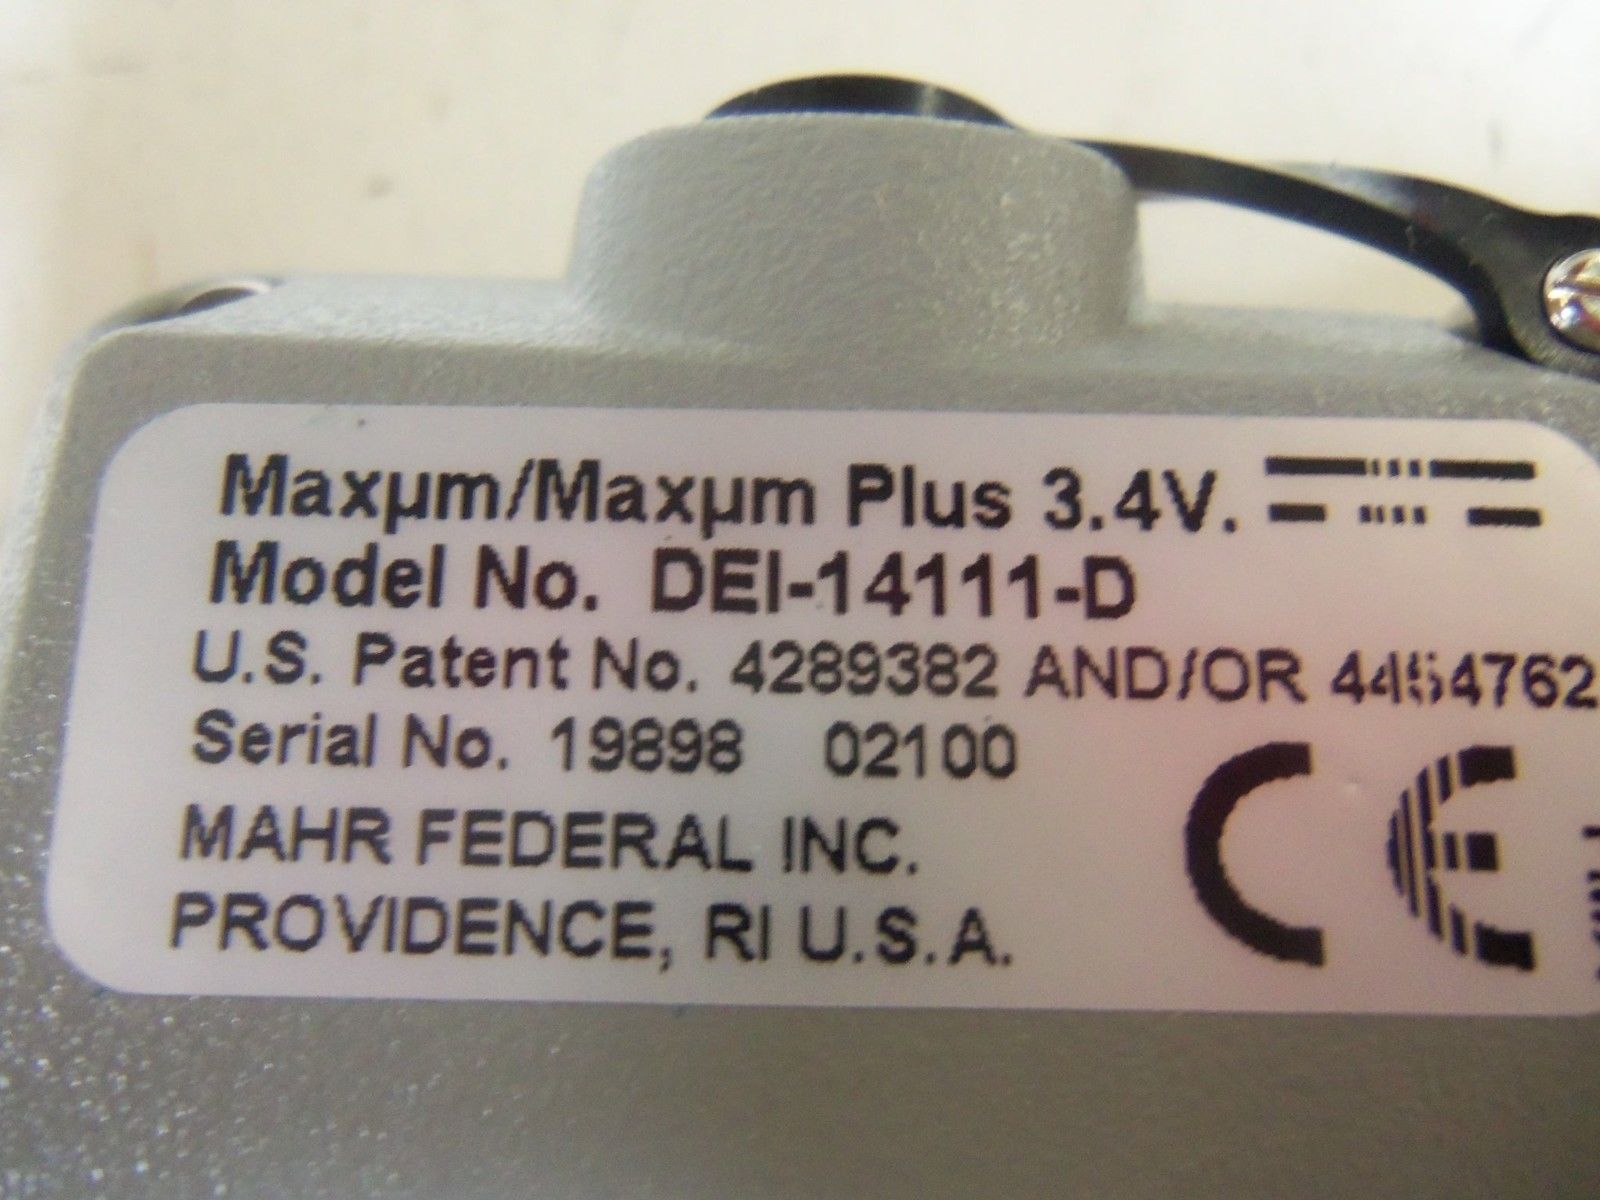 Maxµm/Maxµm Plus 3.4V.
Model No. DEI-14111-D
U.S. Patent No. 4289382 AND/OR 4454762
Serial No. 19898 02100
MAHR FEDERAL INC.
PROVIDENCE, RI U.S.A.
CE